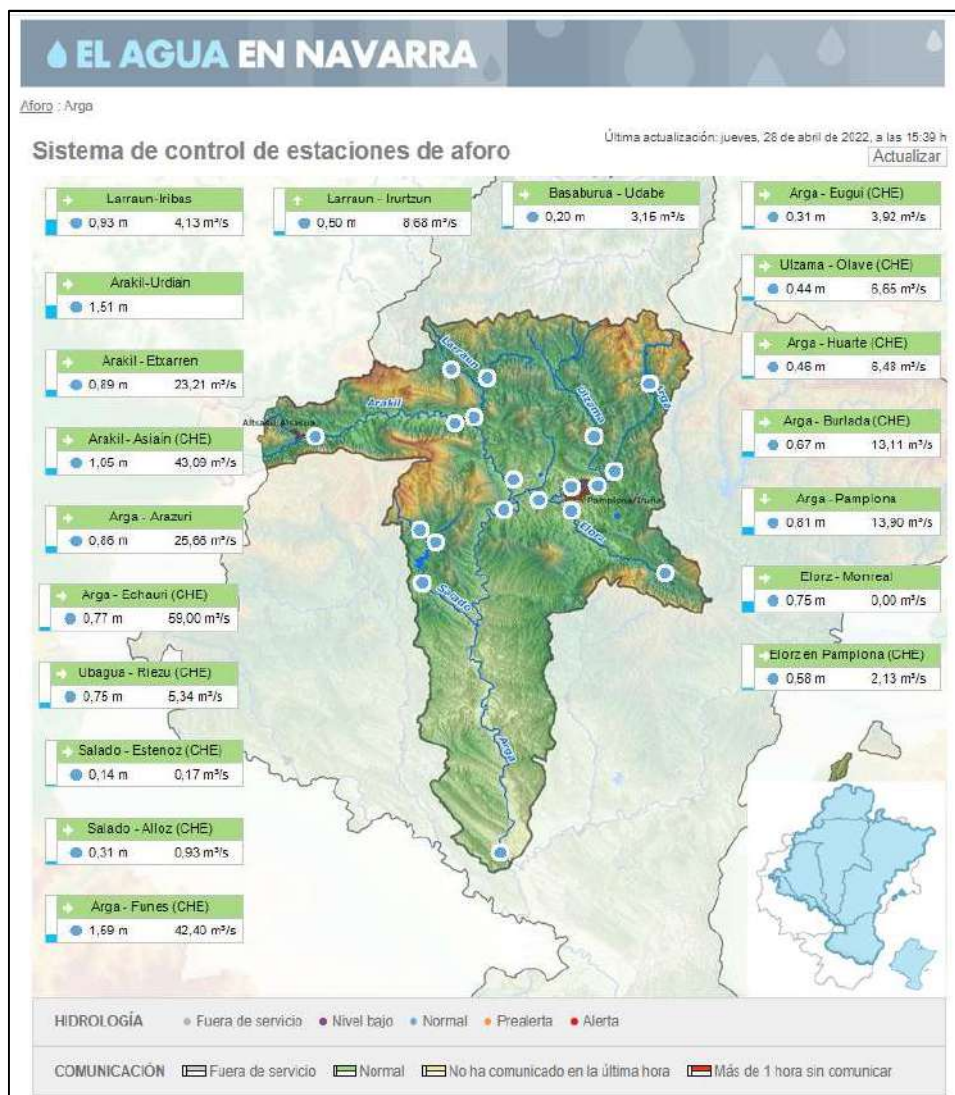 EL AGUA EN NAVARRA
Aforo : Arga
Sistema de control de estaciones de aforo
Última actualización: jueves, 28 de abril de 2022, a las 15:39 h
Actualizar
Larraun-Iribas
0,93 m 4,13 m³/s
Larraun - Irurtzun
0,50 m 8,68 m³/s
Basaburua - Udabe
0,20 m 3,15 m³/s
Arga - Eugui (CHE)
0,31 m 3,92 m³/s
Arakil-Urdiain
1,51 m
Ulzama - Olave (CHE)
0,44 m 6,65 m³/s
Arakil - Etxarren
0,89 m 23,21 m³/s
Arga - Huarte (CHE)
0,46 m 6,48 m³/s
Arakil - Asiain (CHE)
1,05 m 43,09 m³/s
Arga - Burlada (CHE)
0,67 m 13,11 m³/s
Arga - Arazuri
0,86 m 25,66 m³/s
Arga - Pamplona
0,81 m 13,90 m³/s
Arga - Echauri (CHE)
0,77 m 59,00 m³/s
Elorz - Monreal
0,75 m 0,00 m³/s
Ubagua - Riezu (CHE)
0,75 m 5,34 m³/s
Elorz en Pamplona (CHE)
0,58 m 2,13 m³/s
Salado - Estenoz (CHE)
0,14 m 0,17 m³/s
Salado - Alloz (CHE)
0,31 m 0,93 m³/s
Arga - Funes (CHE)
1,59 m 42,40 m³/s
Larraun
Arakil
Ultzama
Arga
Altsasu/Alsasua
Pamplona/Iruña
Elorz
Salado
Arga
HIDROLOGÍA Fuera de servicio Nivel bajo Normal Prealerta Alerta
COMUNICACIÓN Fuera de servicio Normal No ha comunicado en la última hora Más de 1 hora sin comunicar